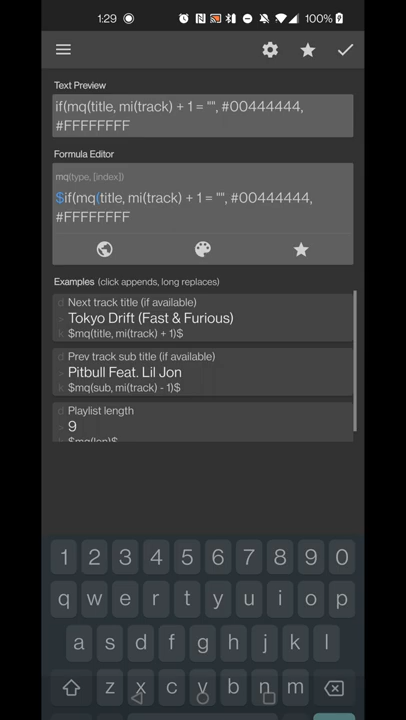 1:29
100%
Text Preview
if(mq(title, mi(track) + 1 = "", #00444444,
#FFFFFFFF
Formula Editor
mq(type, [index])
$if(mq(title, mi(track) + 1 = "", #00444444,
#FFFFFFFF
Examples (click appends, long replaces)
d Next track title (if available)
> Tokyo Drift (Fast & Furious)
k $mq(title, mi(track) + 1)$
d Prev track sub title (if available)
> Pitbull Feat. Lil Jon
k $mq(sub, mi(track) - 1)$
d Playlist length
> 9
k $mq(len)$
1 2 3 4 5 6 7 8 9 0
q w e r t y u i o p
a s d f g h j k l
z x c v b n m